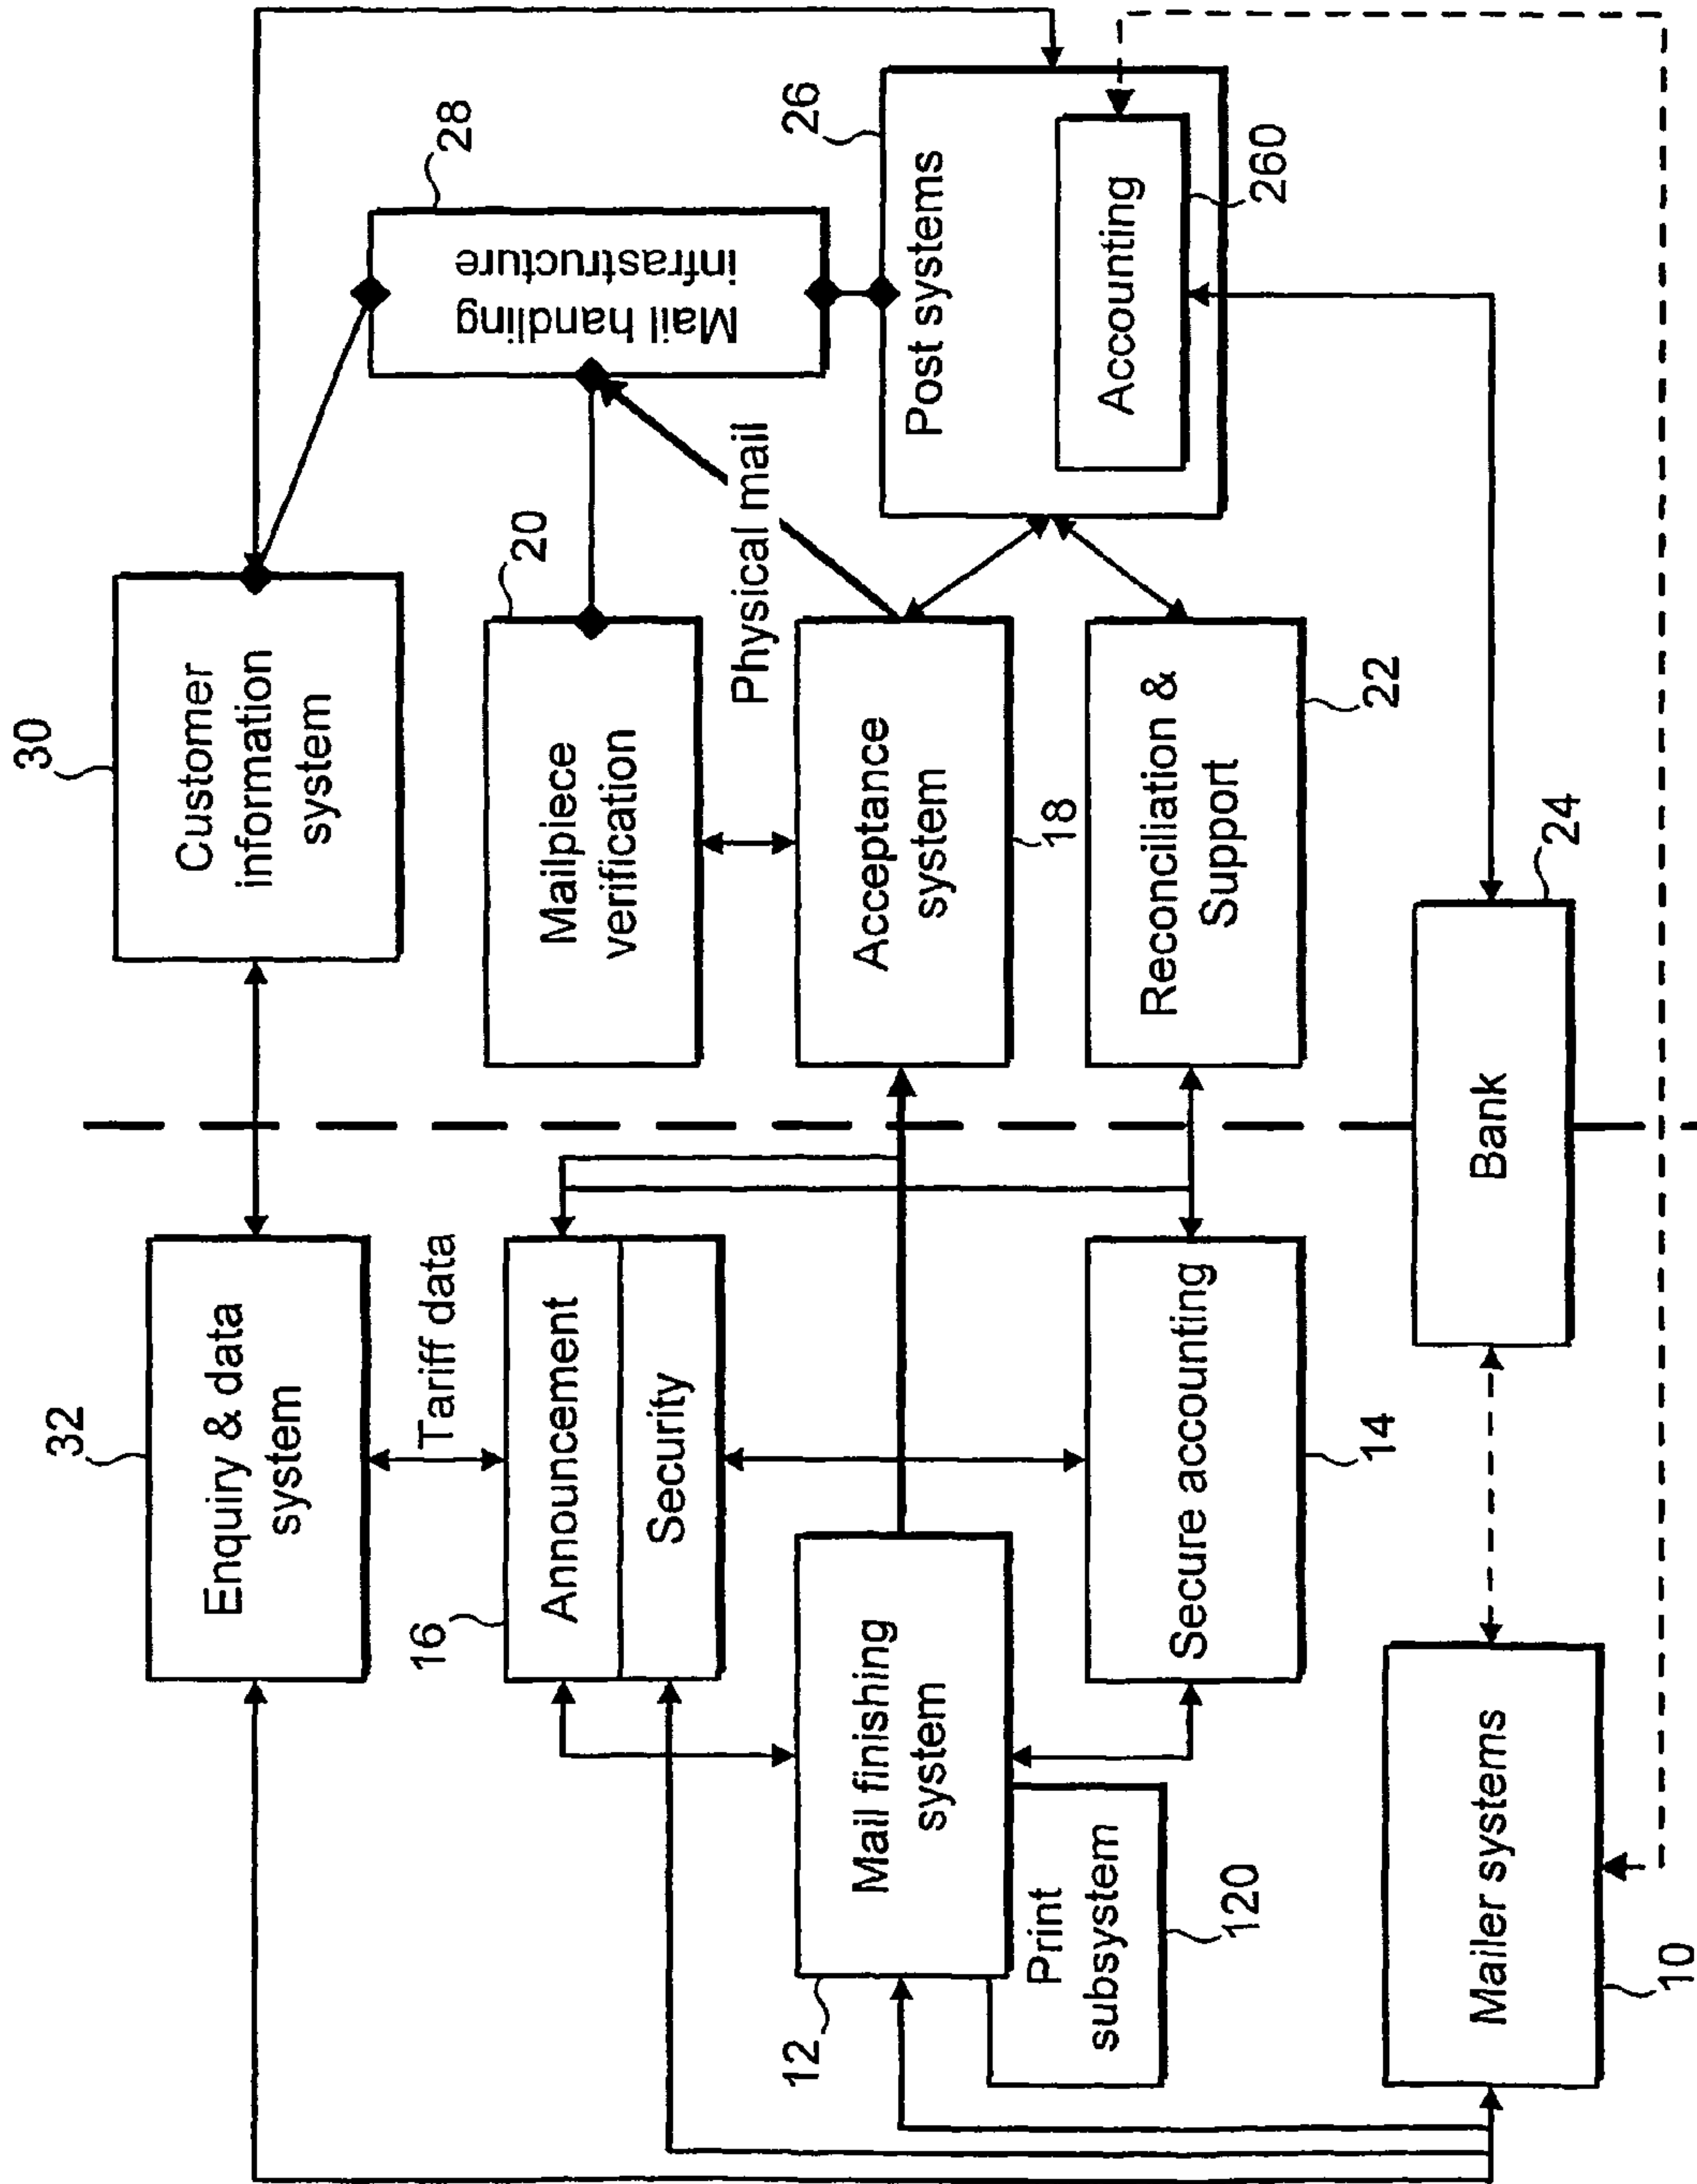 30
Customer
information
system
28
Mail handling
infrastructure
20
Mailpiece
verification
Physical mail
26
Post systems
Accounting
260
Acceptance
system
18
Reconciliation &
Support
22
Bank
24
32
Enquiry & data
system
Tariff data
16
Announcement
Security
12
Mail finishing
system
Print
subsystem
120
Secure accounting
14
Mailer systems
10